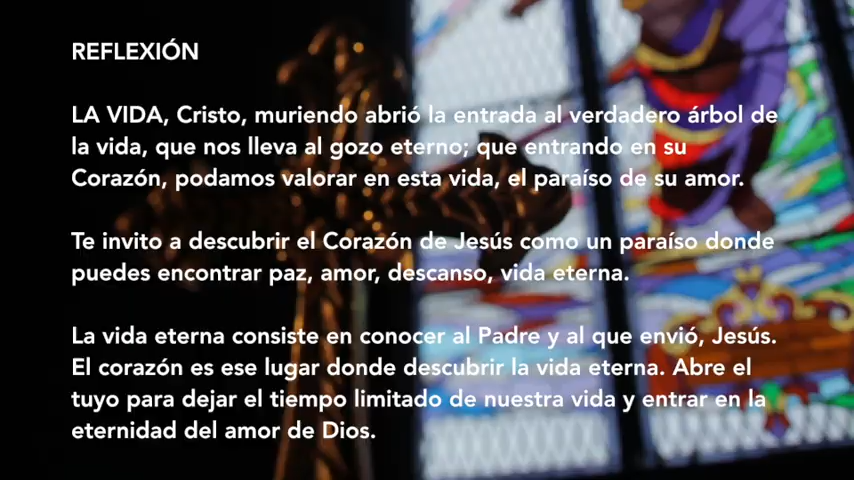 REFLEXIÓN
LA VIDA, Cristo, muriendo abrió la entrada al verdadero árbol de
la vida, que nos lleva al gozo eterno; que entrando en su
Corazón, podamos valorar en esta vida, el paraíso de su amor.
Te invito a descubrir el Corazón de Jesús como un paraíso donde
puedes encontrar paz, amor, descanso, vida eterna.
La vida eterna consiste en conocer al Padre y al que envió, Jesús.
El corazón es ese lugar donde descubrir la vida eterna. Abre el
tuyo para dejar el tiempo limitado de nuestra vida y entrar en la
eternidad del amor de Dios.